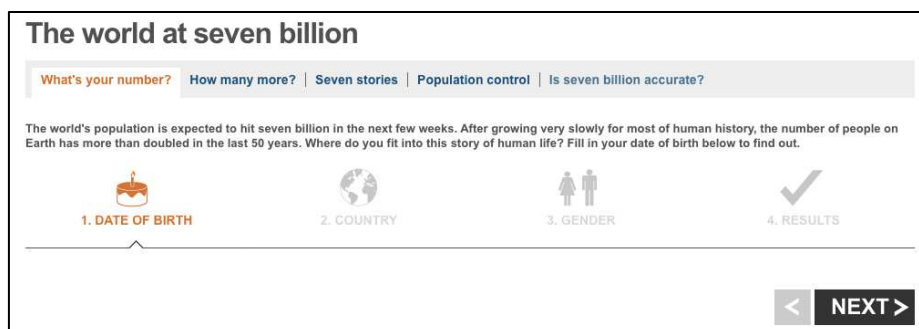 The world at seven billion
What's your number? How many more? | Seven stories | Population control | Is seven billion accurate?
The world's population is expected to hit seven billion in the next few weeks. After growing very slowly for most of human history, the number of people on
Earth has more than doubled in the last 50 years. Where do you fit into this story of human life? Fill in your date of birth below to find out.
1. DATE OF BIRTH 2. COUNTRY 3. GENDER 4. RESULTS
< NEXT >